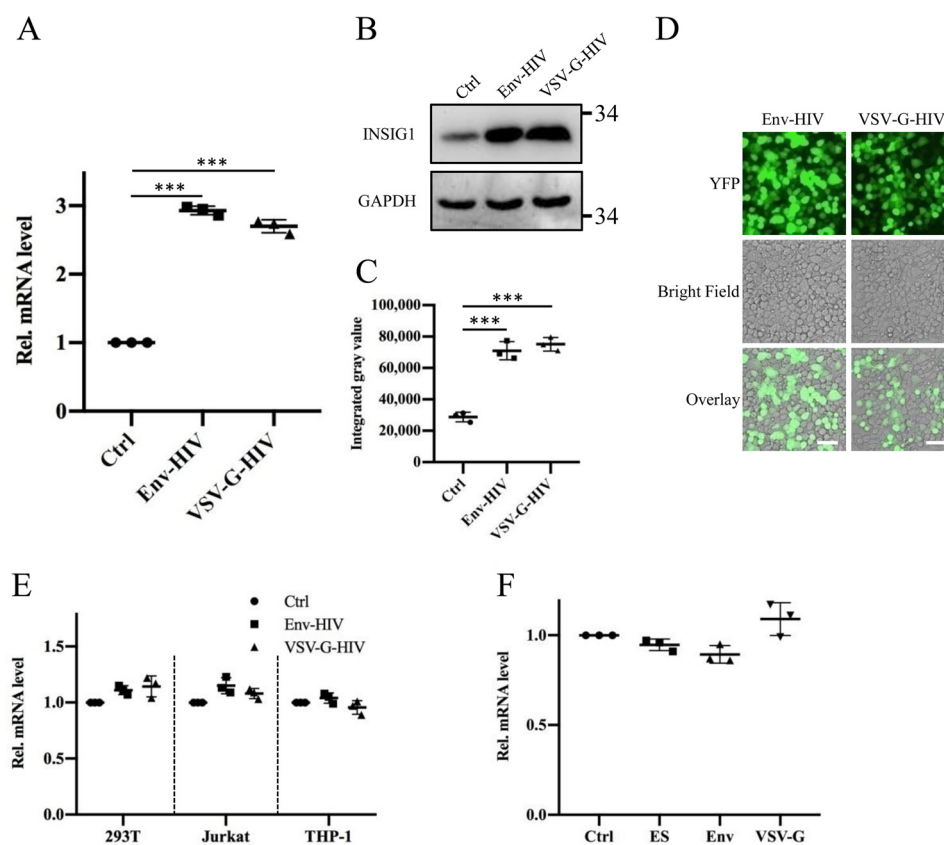 A
Rel. mRNA level
3
2
1
0
***
***
Ctrl
Env-HIV
VSV-G-HIV
B
Ctrl
Env-HIV
VSV-G-HIV
INSIG1
34
GAPDH
34
C
Integrated gray value
100,000
80,000
60,000
40,000
20,000
0
***
***
Ctrl
Env-HIV
VSV-G-HIV
D
Env-HIV
VSV-G-HIV
YFP
Bright Field
Overlay
E
Rel. mRNA level
1.5
1.0
0.5
0.0
Ctrl
Env-HIV
VSV-G-HIV
293T
Jurkat
THP-1
F
Rel. mRNA level
1.0
0.5
0.0
Ctrl
ES
Env
VSV-G